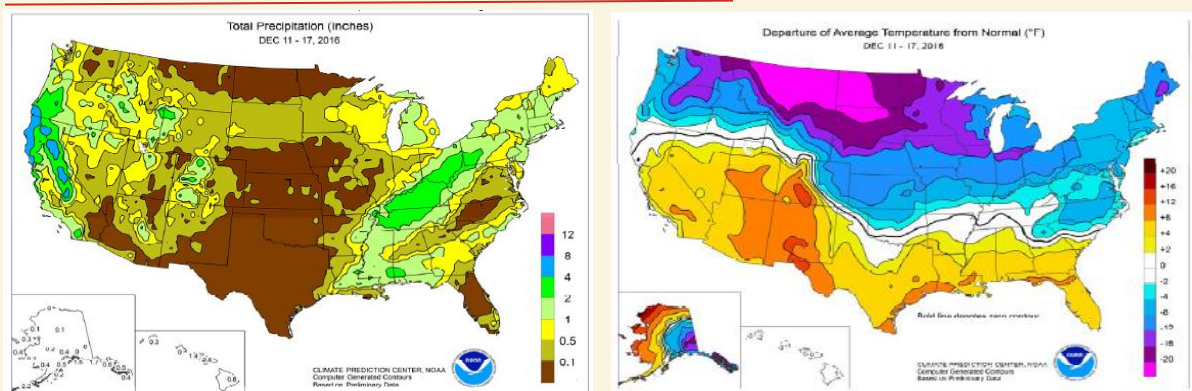 Total Precipitation (Inches)
DEC 11 - 17, 2016
12
8
4
2
1
0.5
0.1
CLIMATE PREDICTION CENTER, NOAA
Computer Generated Contours
Based on Preliminary Data
Departure of Average Temperature from Normal (°F)
DEC 11 - 17, 2016
+20
+16
+12
+8
+4
+2
0
-2
-4
-8
-16
-20
Bold line denotes zero contour
CLIMATE PREDICTION CENTER, NOAA
Computer Generated Contours
Based on Preliminary Data